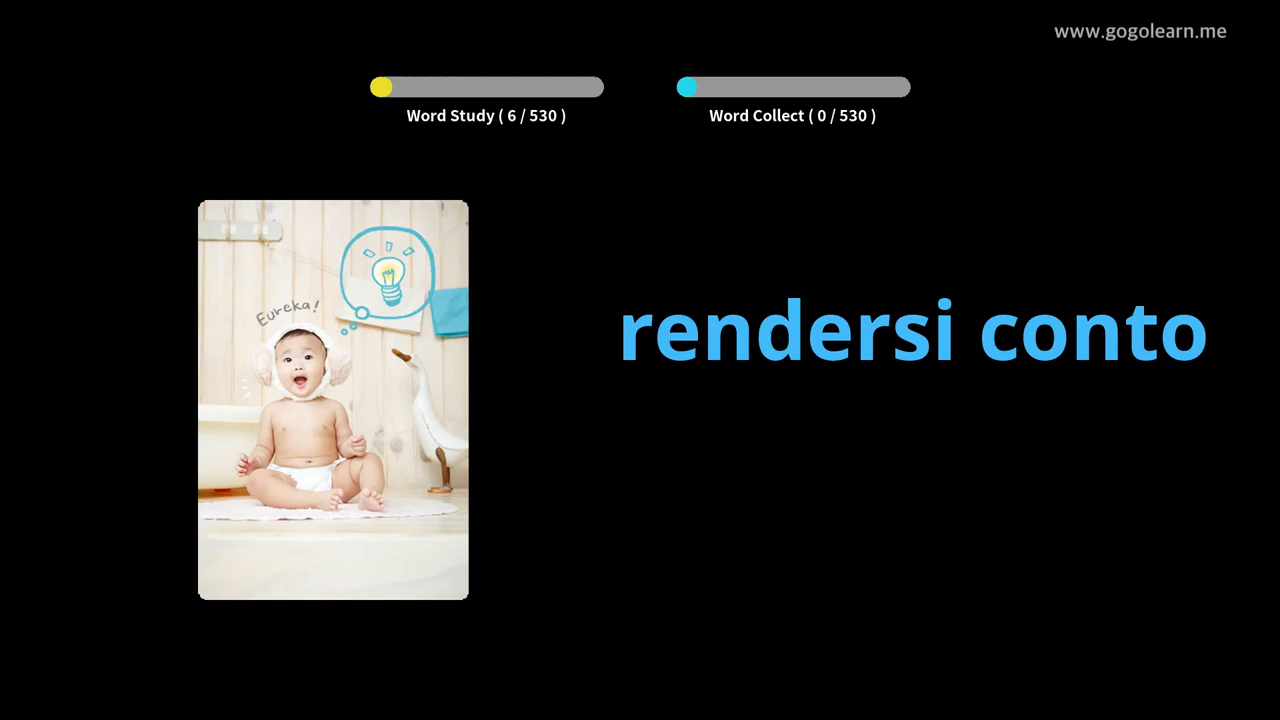 www.gogolearn.me
Word Study ( 6 / 530 )
Word Collect ( 0 / 530 )
Eureka!
rendersi conto